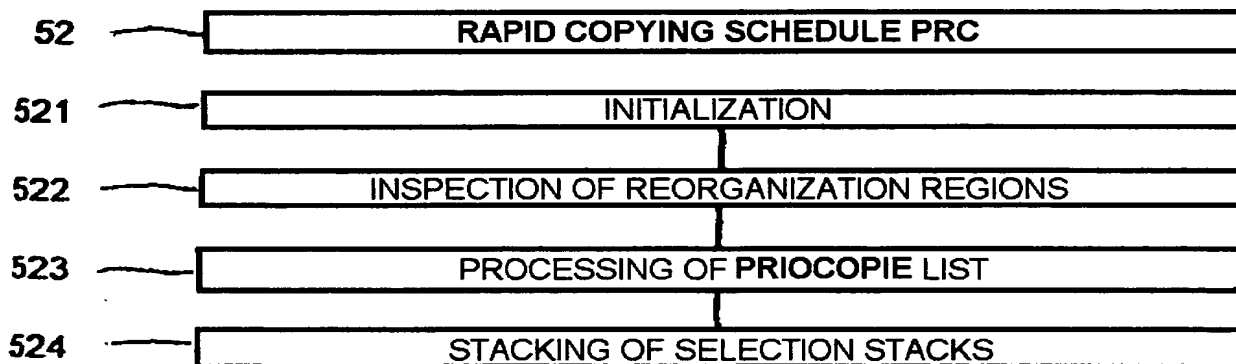 52 RAPID COPYING SCHEDULE PRC
521 INITIALIZATION
522 INSPECTION OF REORGANIZATION REGIONS
523 PROCESSING OF PRIOCOPIE LIST
524 STACKING OF SELECTION STACKS